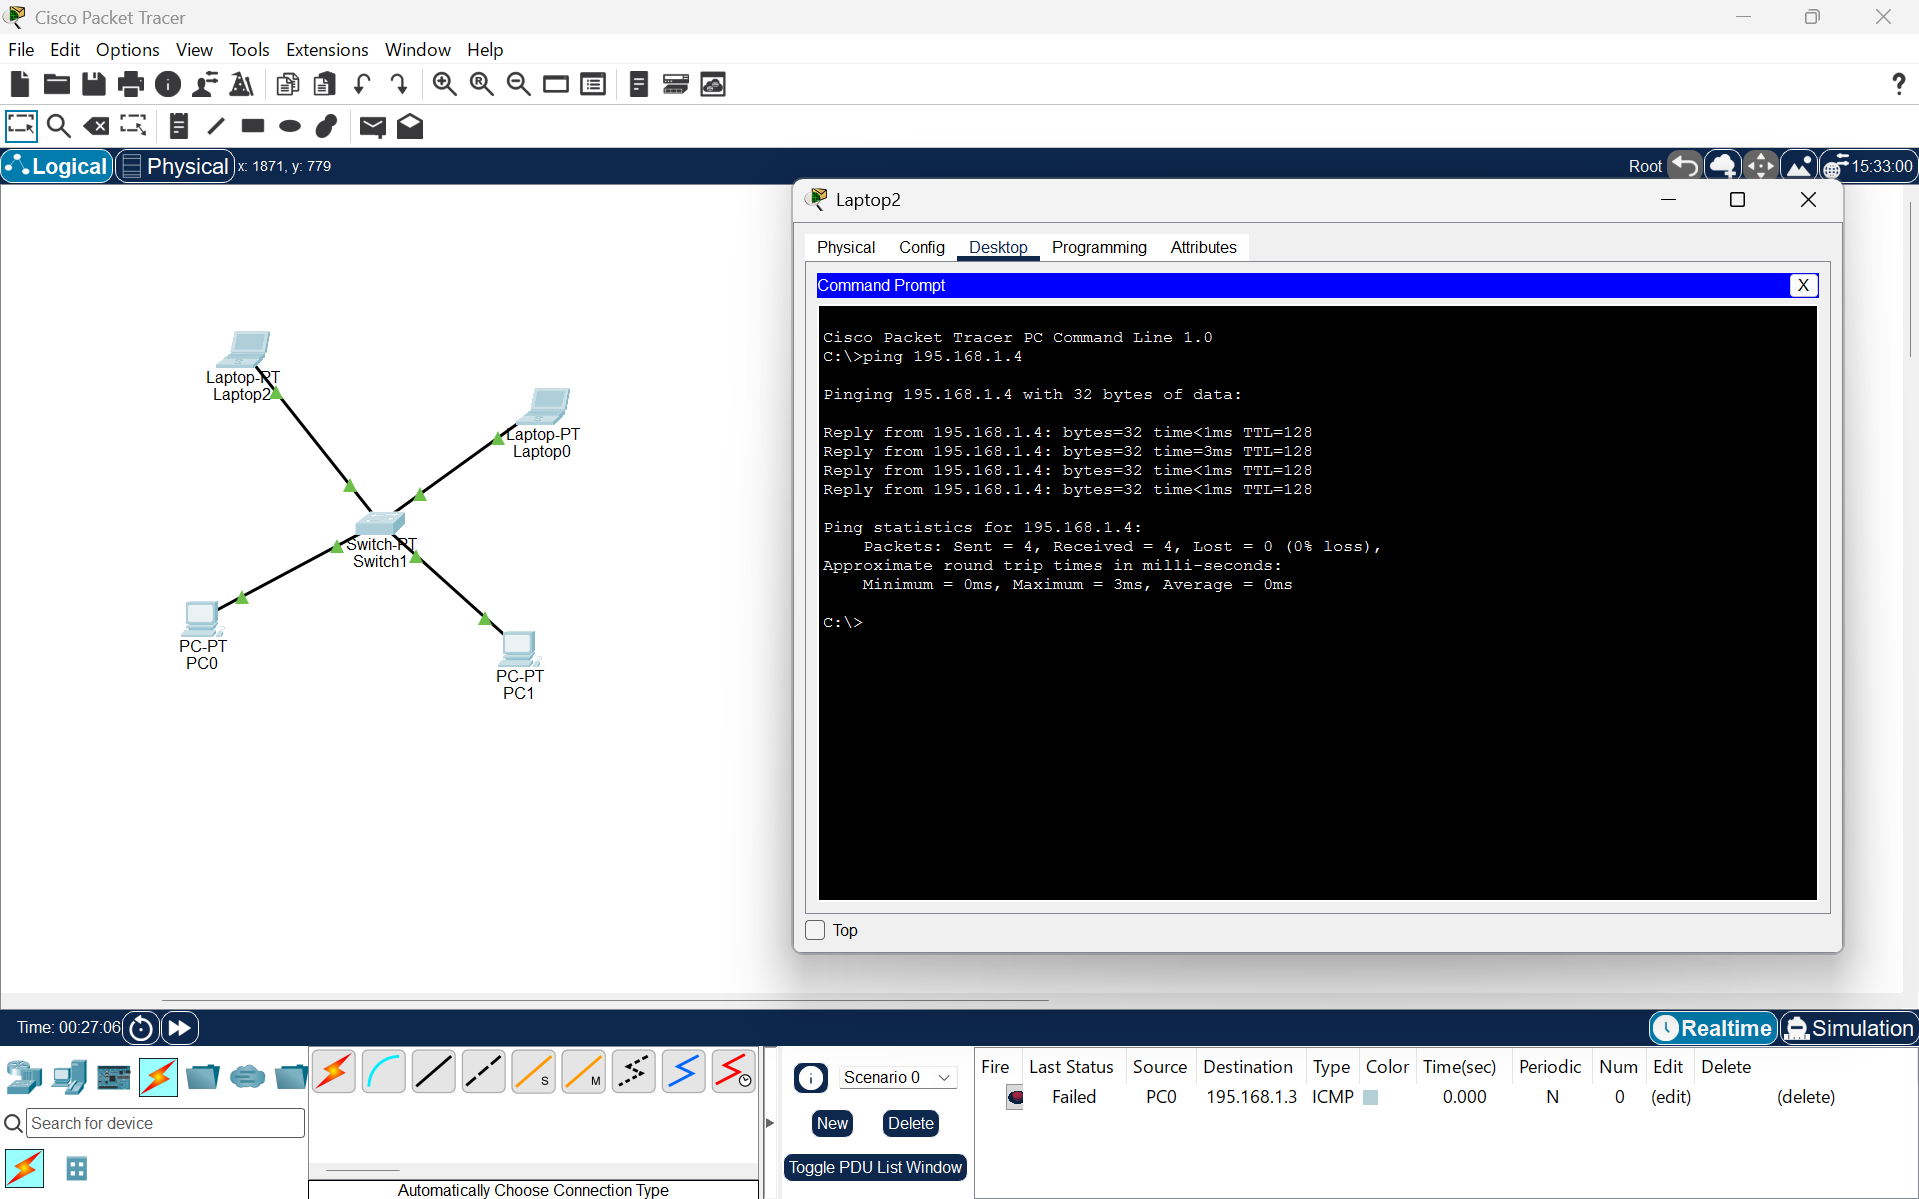 Cisco Packet Tracer
File Edit Options View Tools Extensions Window Help
Logical Physical x: 1871, y: 779 Root 15:33:00
Laptop2
Physical Config Desktop Programming Attributes
Command Prompt X
Cisco Packet Tracer PC Command Line 1.0
C:\>ping 195.168.1.4
Pinging 195.168.1.4 with 32 bytes of data:
Reply from 195.168.1.4: bytes=32 time<1ms TTL=128
Reply from 195.168.1.4: bytes=32 time=3ms TTL=128
Reply from 195.168.1.4: bytes=32 time<1ms TTL=128
Reply from 195.168.1.4: bytes=32 time<1ms TTL=128
Ping statistics for 195.168.1.4:
Packets: Sent = 4, Received = 4, Lost = 0 (0% loss),
Approximate round trip times in milli-seconds:
Minimum = 0ms, Maximum = 3ms, Average = 0ms
C:\>
Top
Laptop-PT
Laptop2
Laptop-PT
Laptop0
Switch-PT
Switch1
PC-PT
PC0
PC-PT
PC1
Time: 00:27:06 Realtime Simulation
Search for device
S M
Automatically Choose Connection Type
Scenario 0
New Delete
Toggle PDU List Window
Fire Last Status Source Destination Type Color Time(sec) Periodic Num Edit Delete
Failed PC0 195.168.1.3 ICMP 0.000 N 0 (edit) (delete)